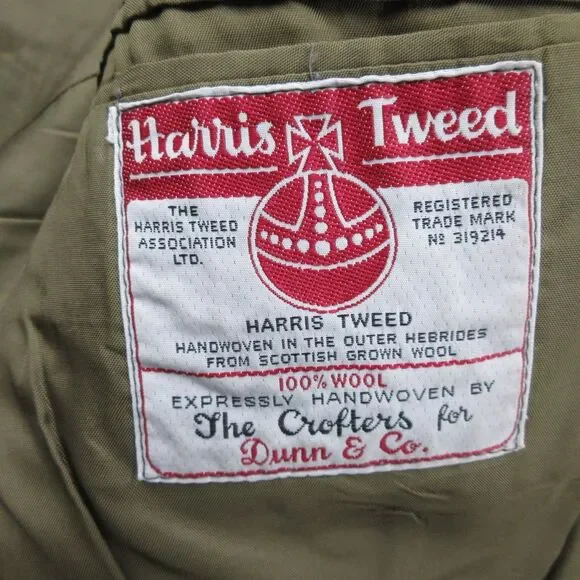 Harris Tweed
THE
HARRIS TWEED
ASSOCIATION
LTD.
REGISTERED
TRADE MARK
Nº 319214
HARRIS TWEED
HANDWOVEN IN THE OUTER HEBRIDES
FROM SCOTTISH GROWN WOOL
100% WOOL
EXPRESSLY HANDWOVEN BY
The Crofters for
Dunn & Co.